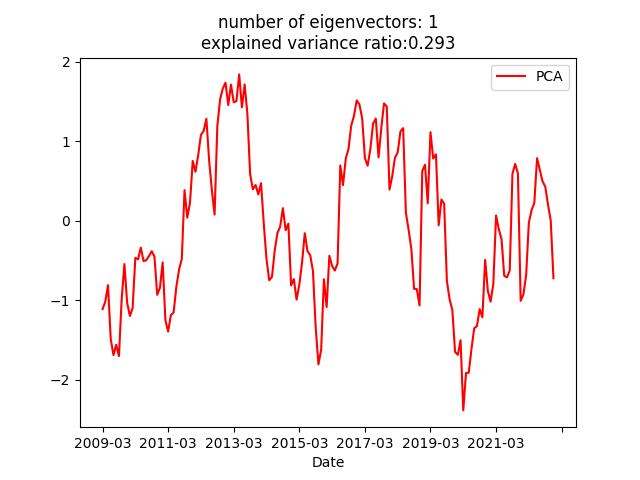 number of eigenvectors: 1
explained variance ratio:0.293
PCA
2
1
0
−1
−2
2009-03 2011-03 2013-03 2015-03 2017-03 2019-03 2021-03
Date